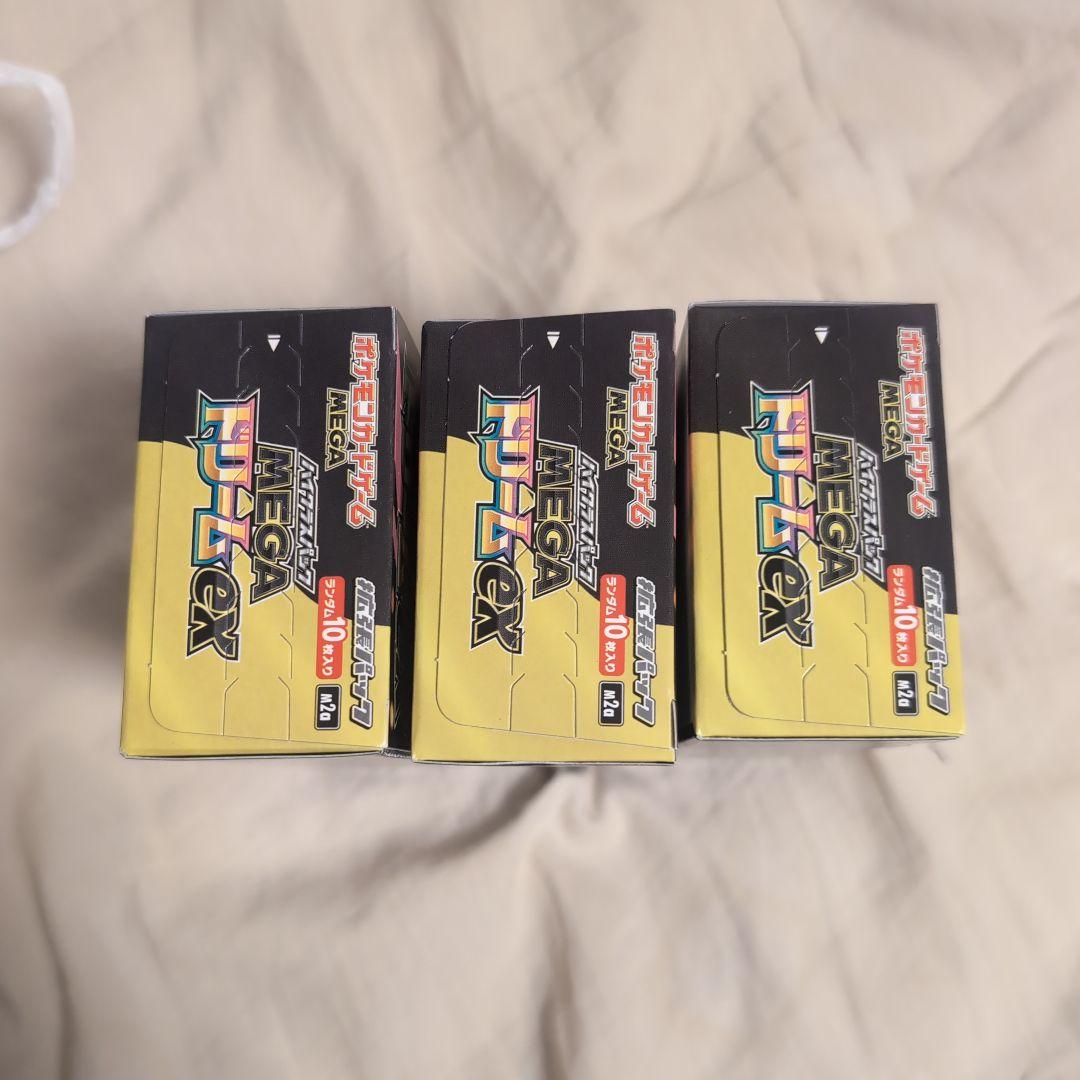 ポケモンカードゲーム
MEGA
ハイクラスパック
MEGA
ドリームex
拡張パック
ランダム10枚入り
M2a
ポケモンカードゲーム
MEGA
ハイクラスパック
MEGA
ドリームex
拡張パック
ランダム10枚入り
M2a
ポケモンカードゲーム
MEGA
ハイクラスパック
MEGA
ドリームex
拡張パック
ランダム10枚入り
M2a